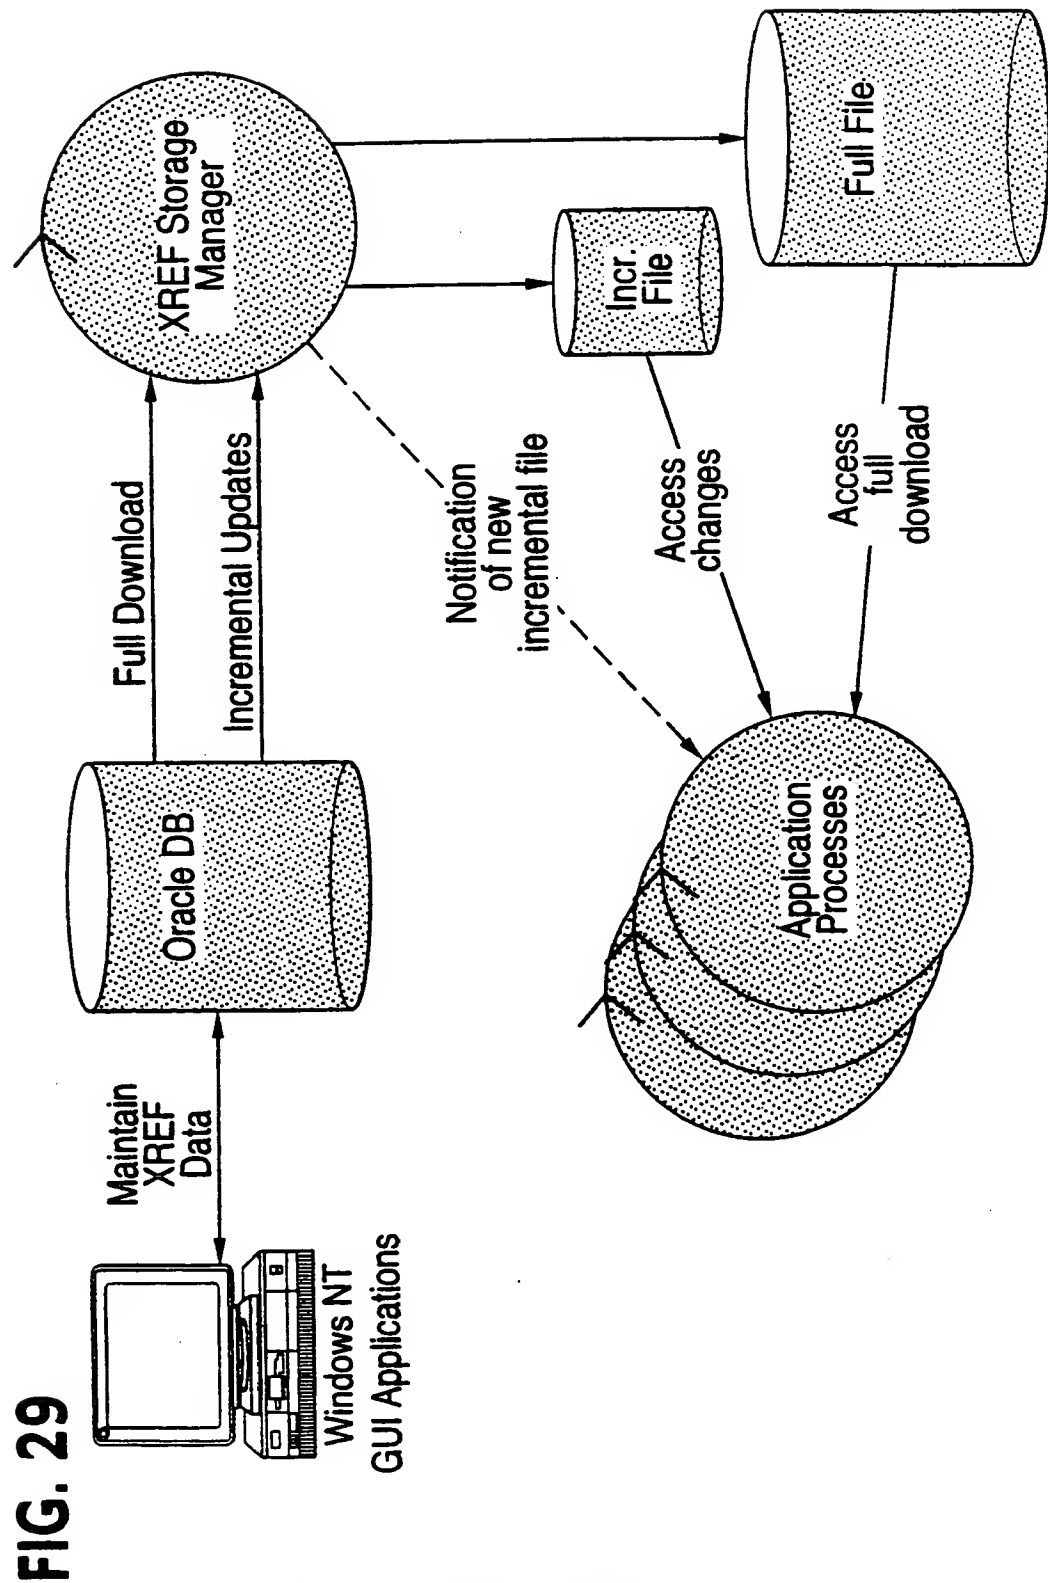 FIG. 29
Windows NT
GUI Applications
Maintain
XREF
Data
Oracle DB
Full Download
Incremental Updates
XREF Storage
Manager
Notification
of new
incremental file
Incr.
File
Full File
Access
changes
Access
full
download
Application
Processes